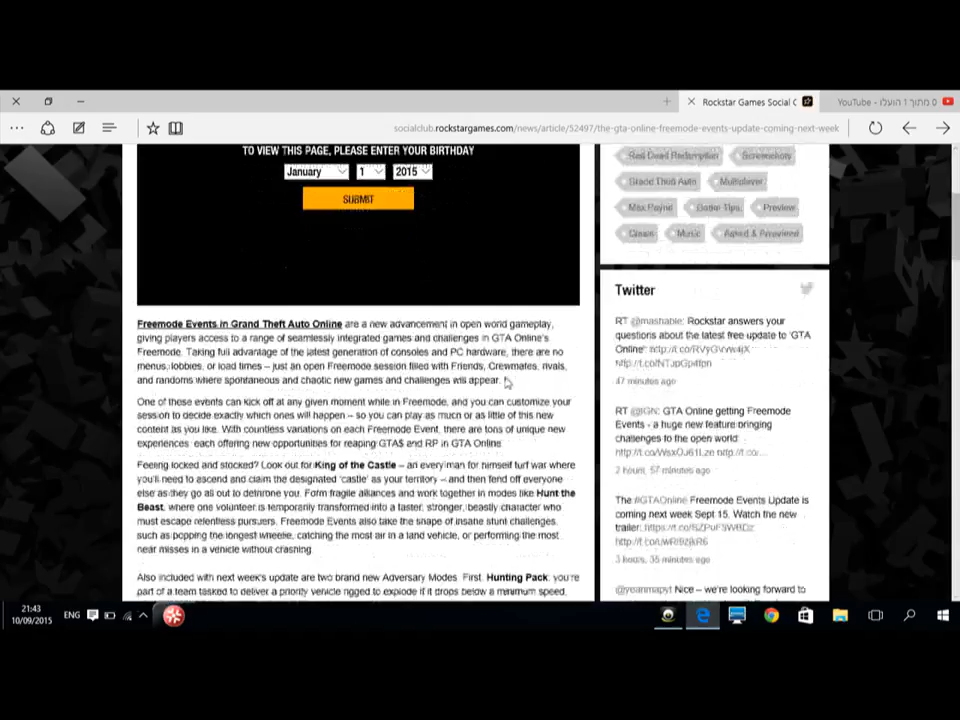 Rockstar Games Social C
YouTube - 0 מתוך 1 הועלו
socialclub.rockstargames.com/news/article/52497/the-gta-online-freemode-events-update-coming-next-week
TO VIEW THIS PAGE, PLEASE ENTER YOUR BIRTHDAY
January 1 2015
SUBMIT
Freemode Events in Grand Theft Auto Online are a new advancement in open world gameplay,
giving players access to a range of seamlessly integrated games and challenges in GTA Online's
Freemode. Taking full advantage of the latest generation of consoles and PC hardware, there are no
menus, lobbies, or load times – just an open Freemode session filled with Friends, Crewmates, rivals,
and randoms where spontaneous and chaotic new games and challenges will appear.
One of these events can kick off at any given moment while in Freemode, and you can customize your
session to decide exactly which ones will happen – so you can play as much or as little of this new
content as you like. With countless variations on each Freemode Event, there are tons of unique new
experiences, each offering new opportunities for reaping GTA$ and RP in GTA Online.
Feeling locked and stocked? Look out for King of the Castle – an every man for himself turf war where
you'll need to ascend and claim the designated 'castle' as your territory – and then fend off everyone
else as they go all out to dethrone you. Form fragile alliances and work together in modes like Hunt the
Beast, where one volunteer is temporarily transformed into a faster, stronger, beastly character who
must escape relentless pursuers. Freemode Events also take the shape of insane stunt challenges,
such as popping the longest wheelie, catching the most air in a land vehicle, or performing the most
near misses in a vehicle without crashing.
Also included with next week's update are two brand new Adversary Modes. First, Hunting Pack: you're
part of a team tasked to deliver a priority vehicle rigged to explode if it drops below a minimum speed,
Red Dead Redemption Screenshots
Grand Theft Auto Multiplayer
Max Payne Game Tips Preview
Crews Music Asked & Answered
Twitter
RT @mashable: Rockstar answers your
questions about the latest free update to 'GTA
Online'
47 minutes ago
RT @IGN: GTA Online getting Freemode
Events - a huge new feature bringing
challenges to the open world
2 hours, 57 minutes ago
The #GTAOnline Freemode Events Update is
coming next week Sept 15. Watch the new
trailer:
3 hours, 35 minutes ago
Nice – we're looking forward to
21:43
10/09/2015
ENG